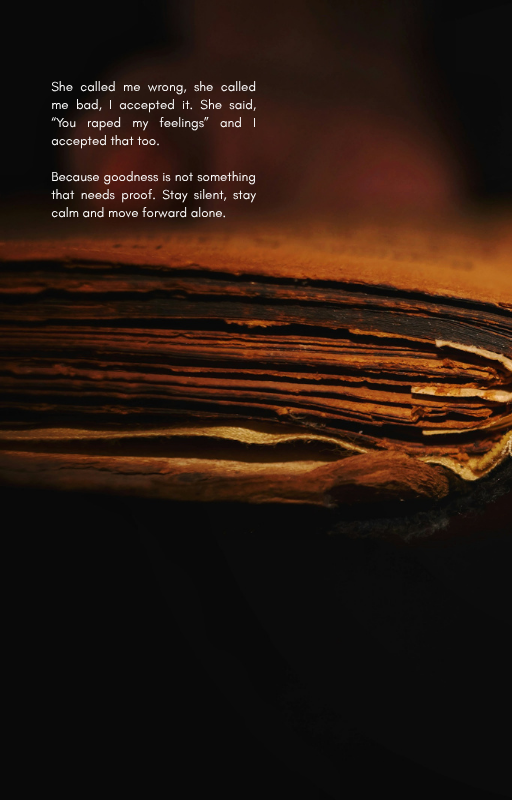 She called me wrong, she called
me bad, I accepted it. She said,
“You raped my feelings” and I
accepted that too.
Because goodness is not something
that needs proof. Stay silent, stay
calm and move forward alone.